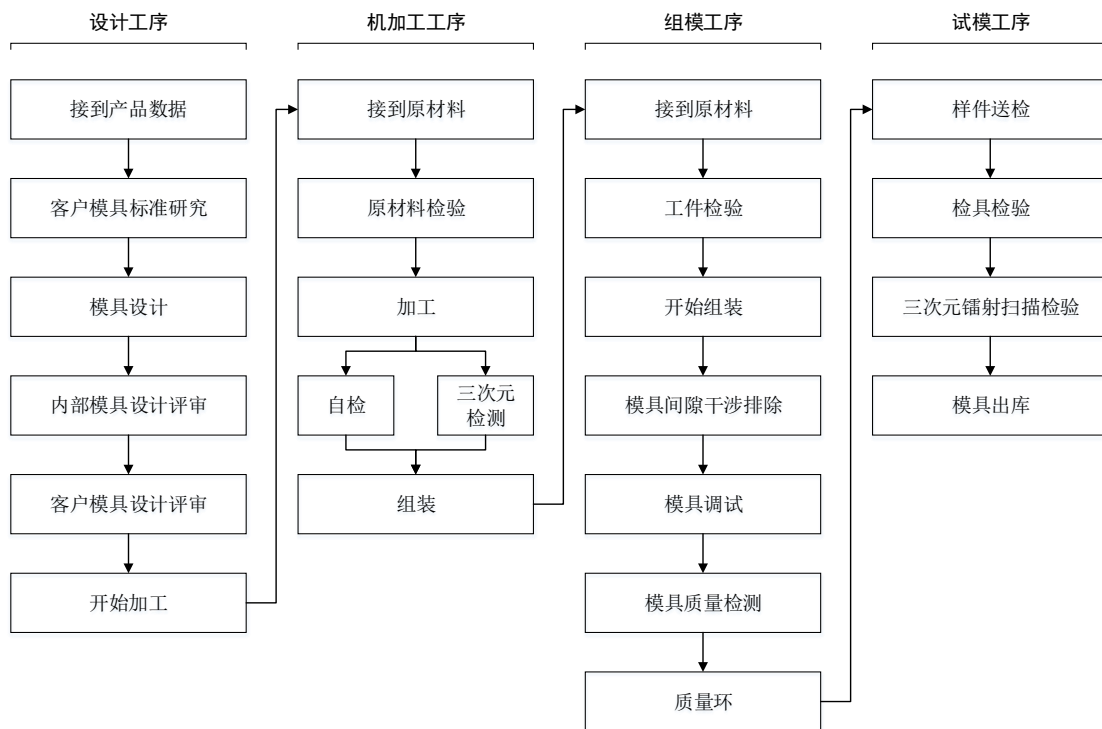 设计工序
接到产品数据
客户模具标准研究
模具设计
内部模具设计评审
客户模具设计评审
开始加工
机加工工序
接到原材料
原材料检验
加工
自检
三次元
检测
组装
组模工序
接到原材料
工件检验
开始组装
模具间隙干涉排除
模具调试
模具质量检测
质量环
试模工序
样件送检
检具检验
三次元镭射扫描检验
模具出库